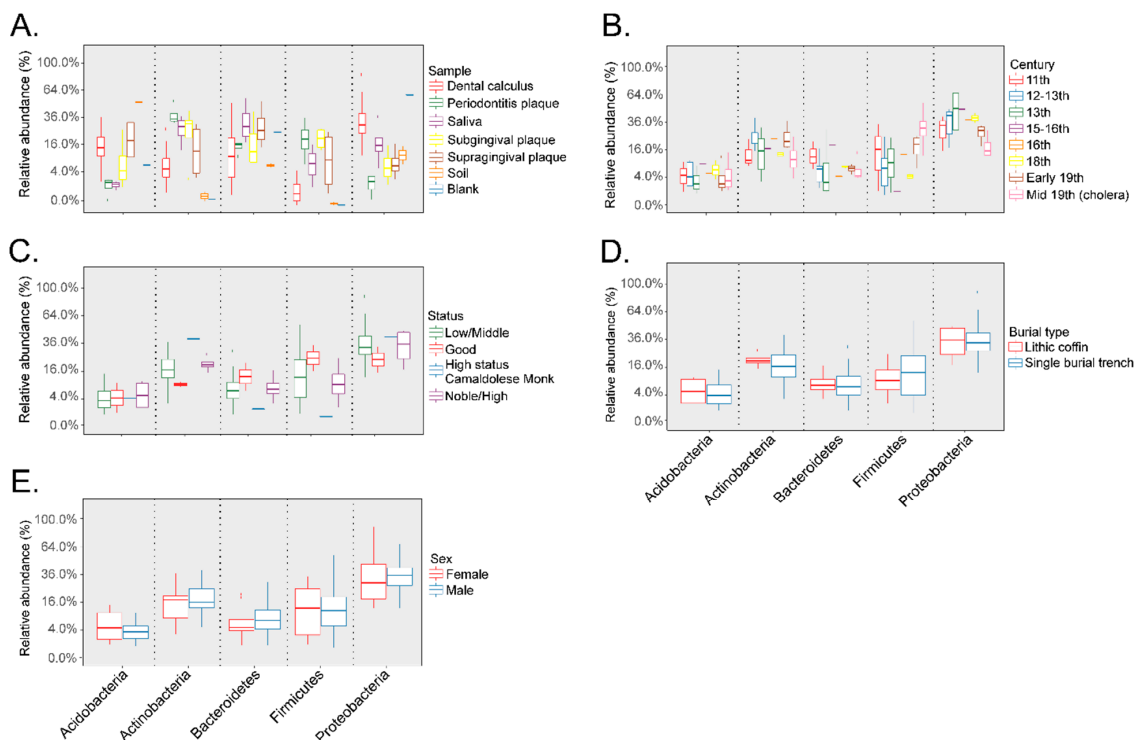 A.
Relative abundance (%)
100.0%
64.0%
36.0%
16.0%
4.0%
0.0%
Sample
Dental calculus
Periodontitis plaque
Saliva
Subgingival plaque
Supragingival plaque
Soil
Blank
B.
Relative abundance (%)
100.0%
64.0%
36.0%
16.0%
4.0%
0.0%
Century
11th
12-13th
13th
15-16th
16th
18th
Early 19th
Mid 19th (cholera)
C.
Relative abundance (%)
100.0%
64.0%
36.0%
16.0%
4.0%
0.0%
Status
Low/Middle
Good
High status
Camaldolese Monk
Noble/High
D.
Relative abundance (%)
100.0%
64.0%
36.0%
16.0%
4.0%
0.0%
Burial type
Lithic coffin
Single burial trench
Acidobacteria
Actinobacteria
Bacteroidetes
Firmicutes
Proteobacteria
E.
Relative abundance (%)
100.0%
64.0%
36.0%
16.0%
4.0%
0.0%
Sex
Female
Male
Acidobacteria
Actinobacteria
Bacteroidetes
Firmicutes
Proteobacteria